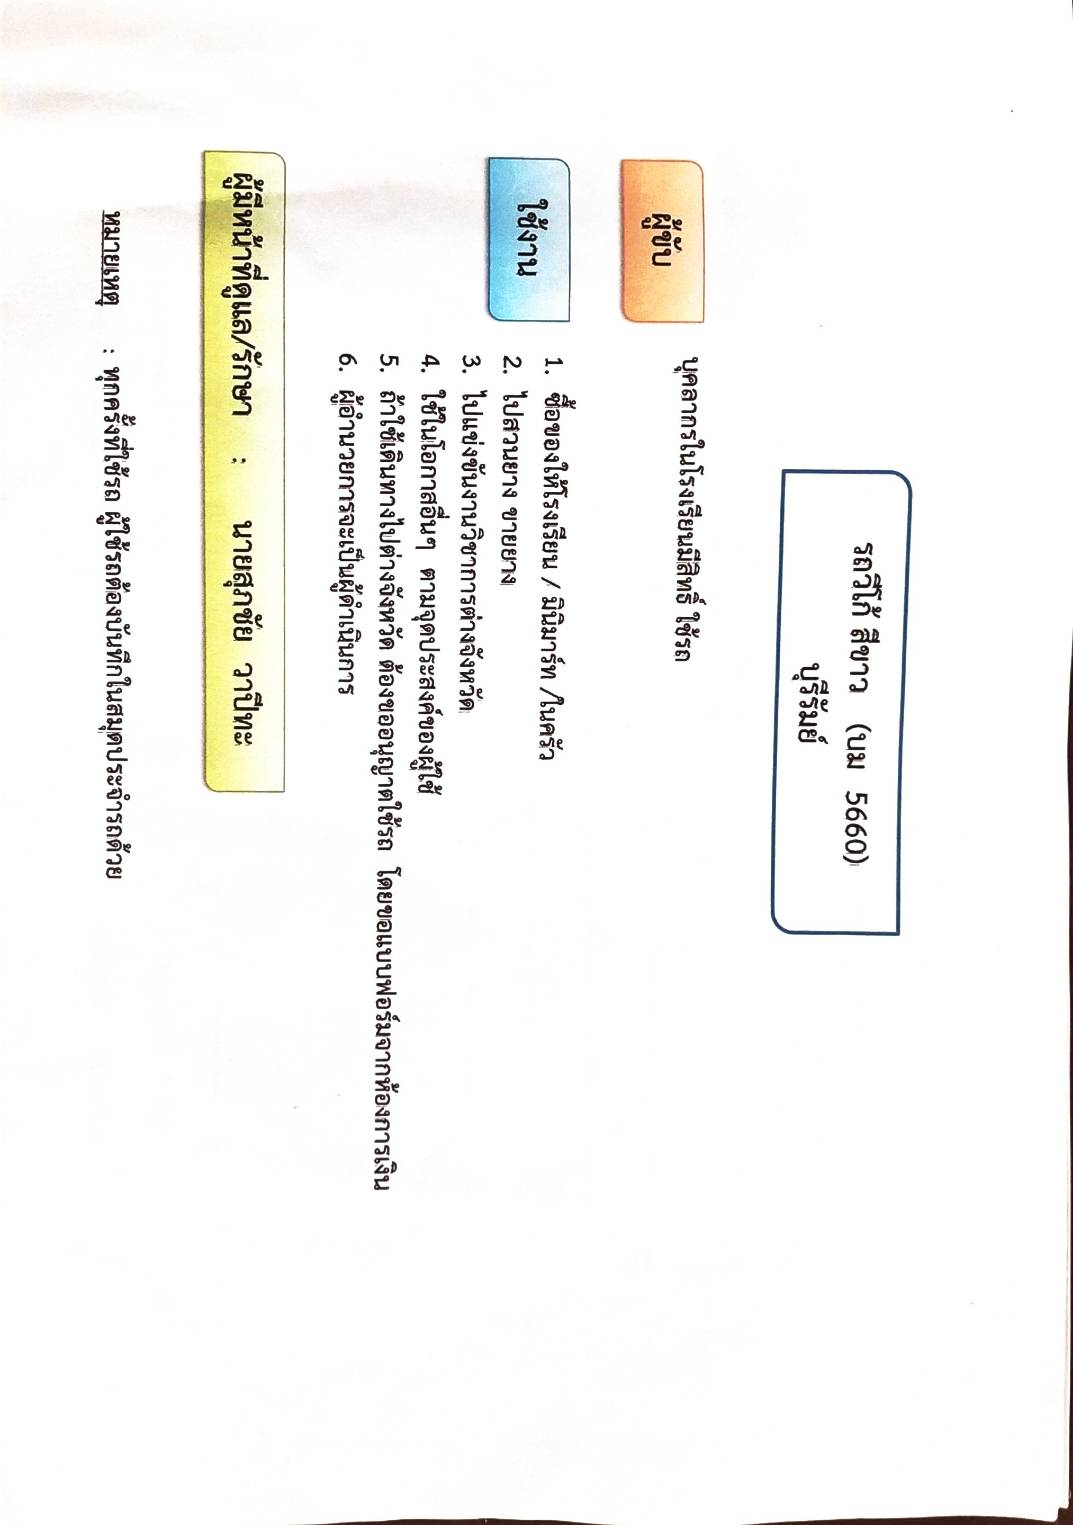 รถวีโก้ สีขาว (บม 5660)
บุรีรัมย์
ผู้ขับ
บุคลากรในโรงเรียนมีสิทธิ์ ใช้รถ
ใช้งาน
1. ซื้อของให้โรงเรียน / มินิมาร์ท /ในครัว
2. ไปสวนยาง ขายยาง
3. ไปแข่งขันงานวิชาการต่างจังหวัด
4. ใช้ในโอกาสอื่นๆ ตามจุดประสงค์ของผู้ใช้
5. ถ้าใช้เดินทางไปต่างจังหวัด ต้องขออนุญาตใช้รถ โดยขอแบบฟอร์มจากห้องการเงิน
6. ผู้อำนวยการจะเป็นผู้ดำเนินการ
ผู้มีหน้าที่ดูแล/รักษา : นายสุภชัย วาปีทะ
หมายเหตุ : ทุกครั้งที่ใช้รถ ผู้ใช้รถต้องบันทึกในสมุดประจำรถด้วย